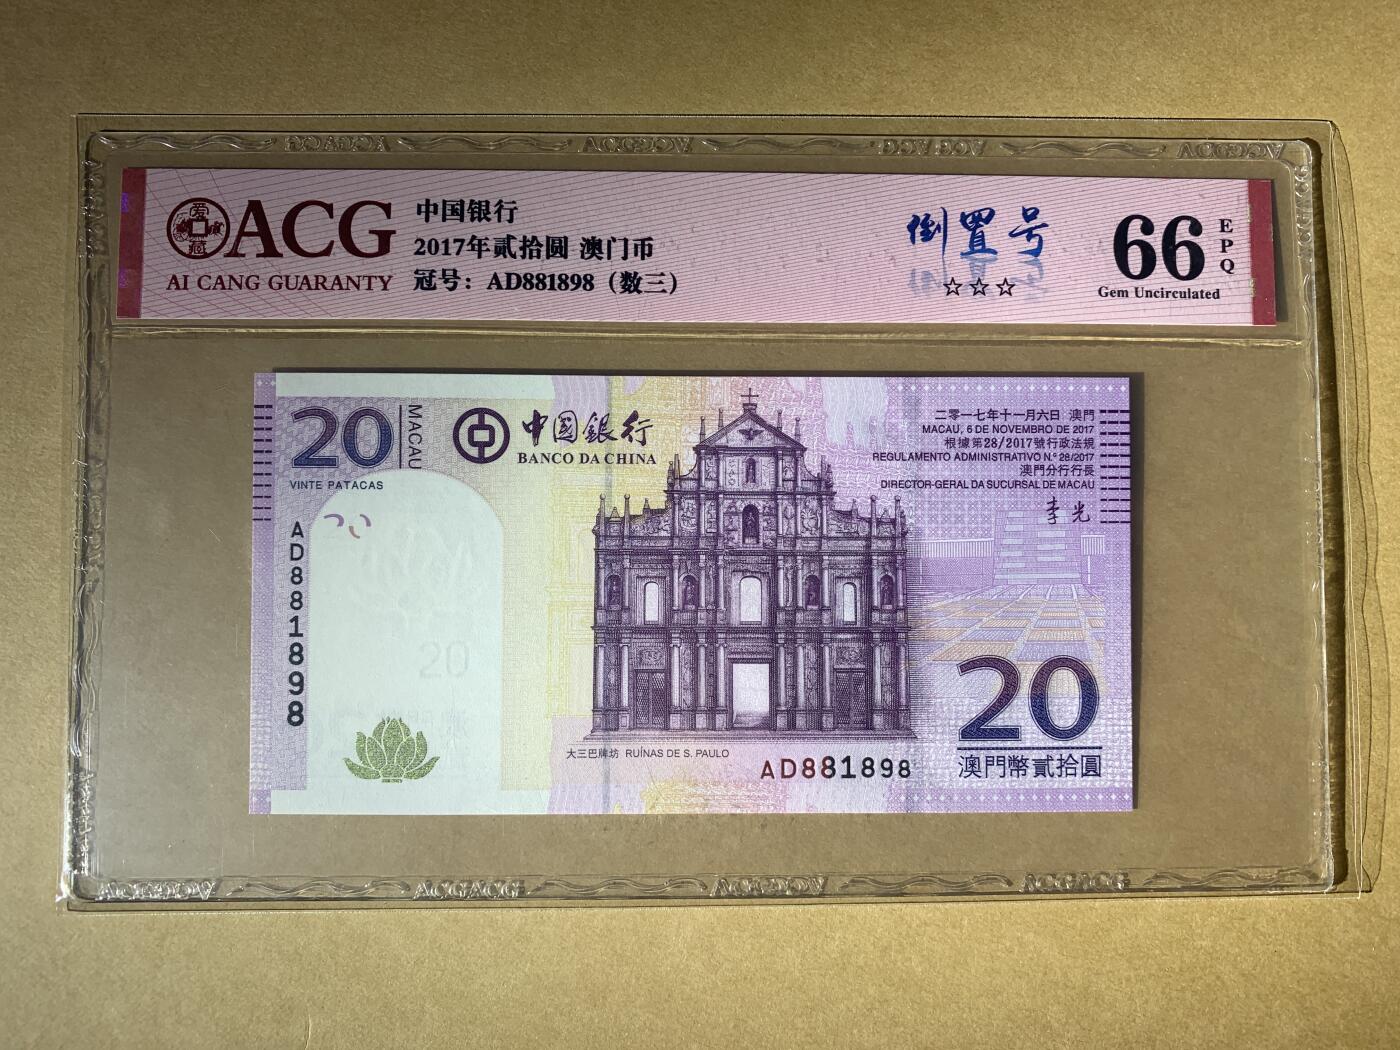 ACG
AI CANG GUARANTY
中国银行
2017年贰拾圆 澳门币
冠号：AD881898（数三）
倒置号
☆☆☆
66
EPQ
Gem Uncirculated
20
MACAU
VINTE PATACAS
AD881898
中國銀行
BANCO DA CHINA
二零一七年十一月六日 澳門
MACAU, 6 DE NOVEMBRO DE 2017
根據第28/2017號行政法規
REGULAMENTO ADMINISTRATIVO N.º 28/2017
澳門分行行長
DIRECTOR-GERAL DA SUCURSAL DE MACAU
李光
20
大三巴牌坊 RUÍNAS DE S. PAULO
AD881898
20
澳門幣貳拾圓
ACGACG
ACGACG